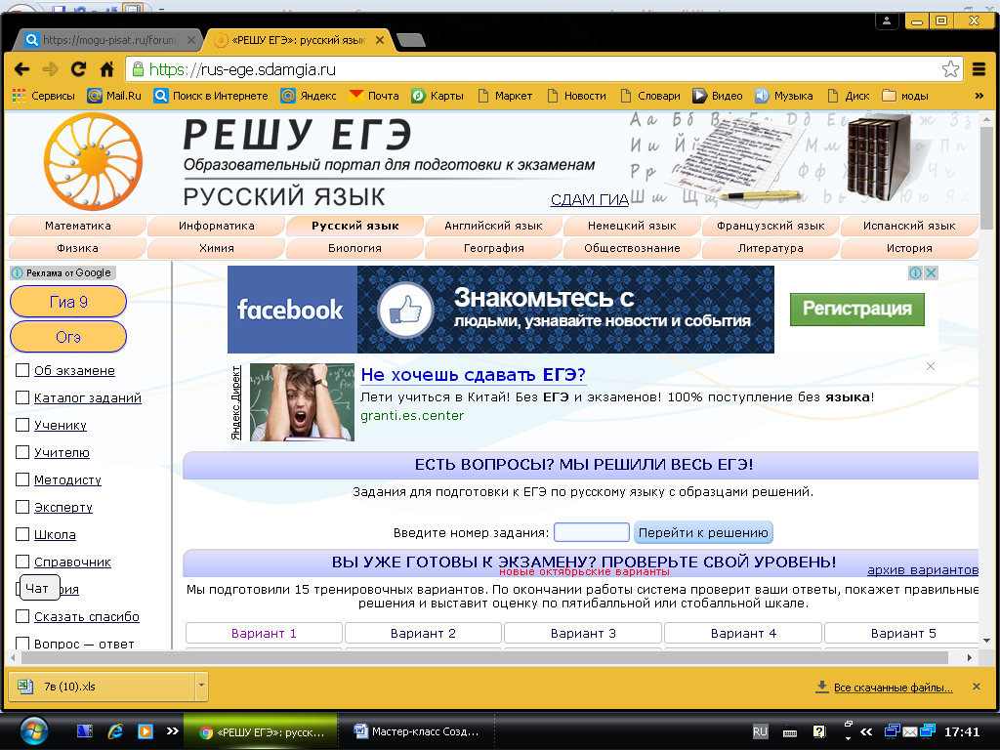 https://mogu-pisat.ru/forum
«РЕШУ ЕГЭ»: русский язык
https://rus-ege.sdamgia.ru
Сервисы Mail.Ru Поиск в Интернете Яндекс Почта Карты Маркет Новости Словари Видео Музыка Диск моды »
РЕШУ ЕГЭ
Образовательный портал для подготовки к экзаменам
РУССКИЙ ЯЗЫК
СДАМ ГИА
Математика Информатика Русский язык Английский язык Немецкий язык Французский язык Испанский язык
Физика Химия Биология География Обществознание Литература История
Реклама от Google
Гиа 9
Огэ
Об экзамене
Каталог заданий
Ученику
Учителю
Методисту
Эксперту
Школа
Справочник
Чат
Сказать спасибо
Вопрос — ответ
facebook
Знакомьтесь с
людьми, узнавайте новости и события
Регистрация
Яндекс.Директ
Не хочешь сдавать ЕГЭ?
Лети учиться в Китай! Без ЕГЭ и экзаменов! 100% поступление без языка!
granti.es.center
ЕСТЬ ВОПРОСЫ? МЫ РЕШИЛИ ВЕСЬ ЕГЭ!
Задания для подготовки к ЕГЭ по русскому языку с образцами решений.
Введите номер задания: Перейти к решению
ВЫ УЖЕ ГОТОВЫ К ЭКЗАМЕНУ? ПРОВЕРЬТЕ СВОЙ УРОВЕНЬ!
новые октябрьские варианты
архив вариантов
Мы подготовили 15 тренировочных вариантов. По окончании работы система проверит ваши ответы, покажет правильные
решения и выставит оценку по пятибалльной или стобалльной шкале.
Вариант 1 Вариант 2 Вариант 3 Вариант 4 Вариант 5
7в (10).xls
Все скачанные файлы...
«РЕШУ ЕГЭ»: русск...
Мастер-класс Созд...
RU
17:41